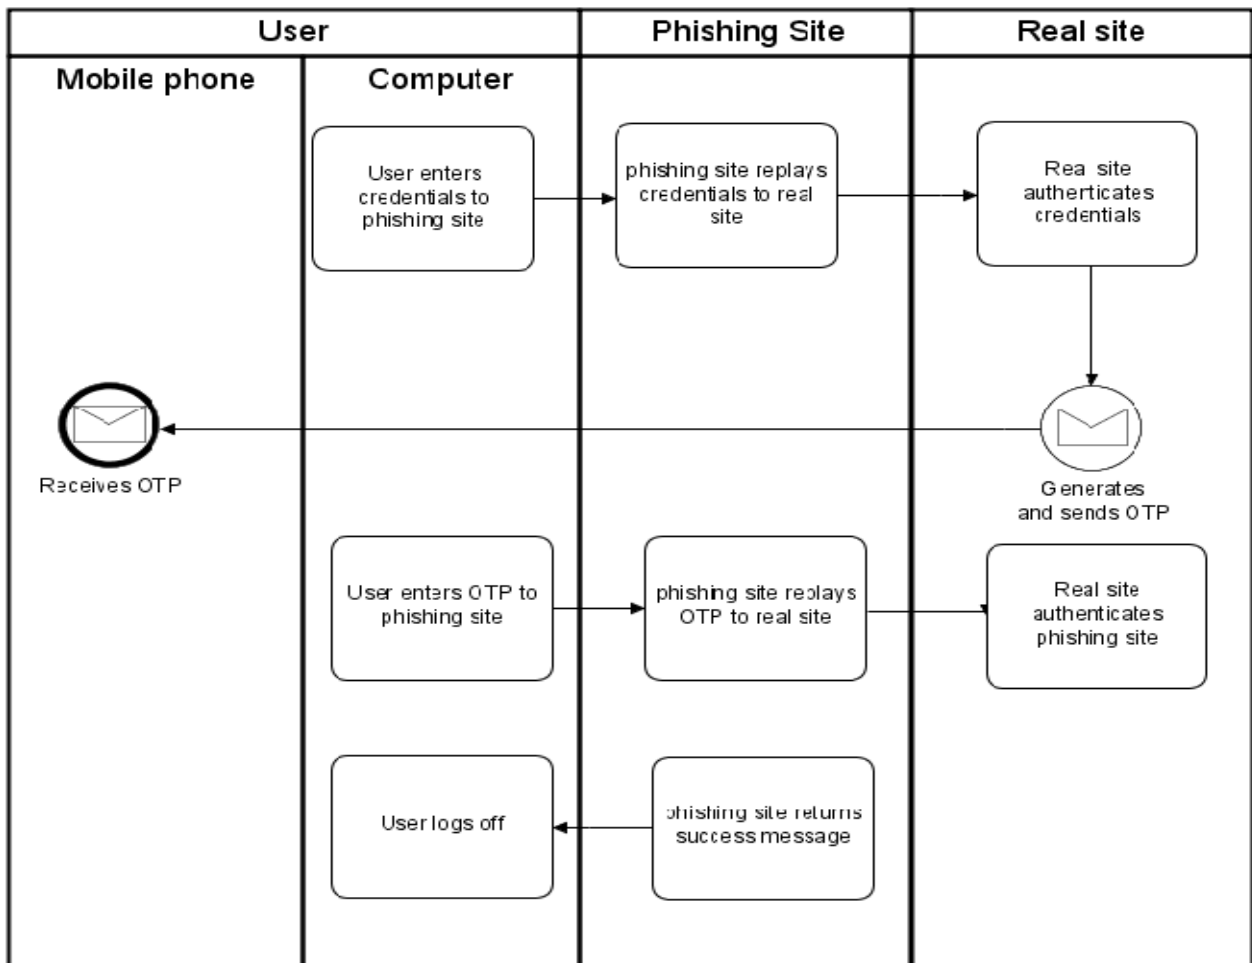 User
Phishing Site
Real site
Mobile phone
Computer
User enters
credentials to
phishing site
phishing site replays
credentials to real
site
Real site
autherticates
credentials
Receives OTP
Generates
and sends OTP
User enters OTP to
phishing site
phishing site replays
OTP to real site
Real site
authenticates
phishing site
User logs off
phishing site returns
success message